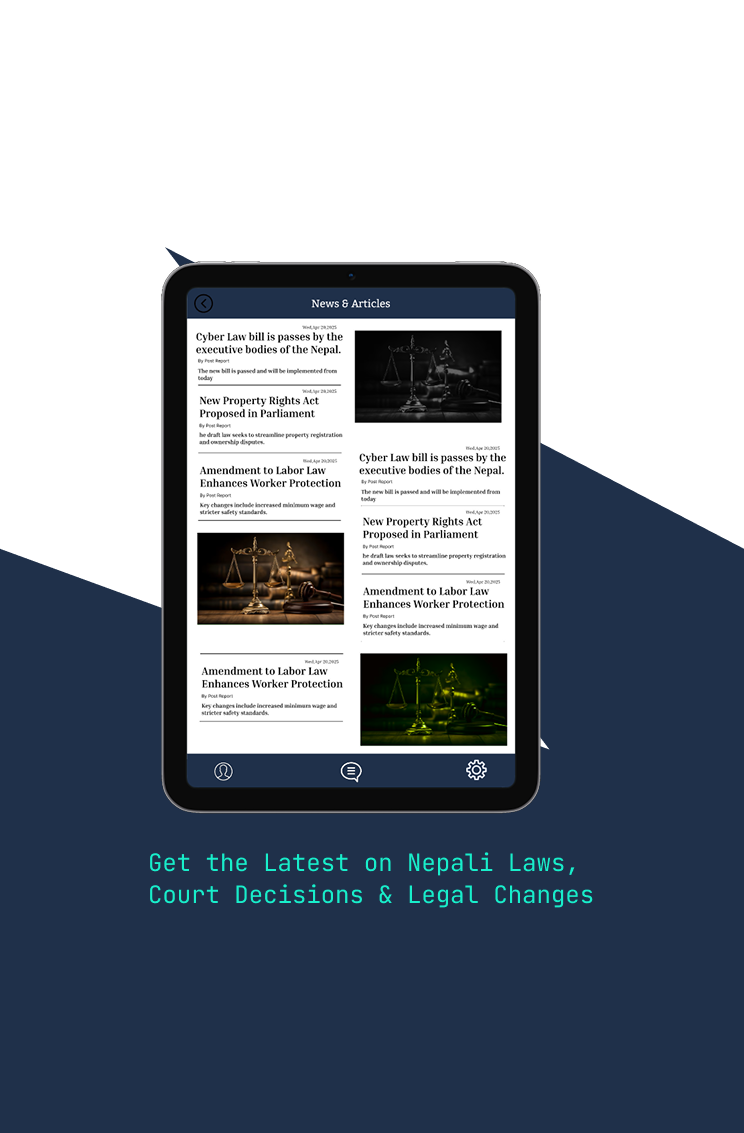 News & Articles
Wed,Apr 20,2025
Cyber Law bill is passes by the
executive bodies of the Nepal.
By Post Report
The new bill is passed and will be implemented from
today
Wed,Apr 20,2025
New Property Rights Act
Proposed in Parliament
By Post Report
he draft law seeks to streamline property registration
and ownership disputes.
Wed,Apr 20,2025
Amendment to Labor Law
Enhances Worker Protection
By Post Report
Key changes include increased minimum wage and
stricter safety standards.
Wed,Apr 20,2025
Amendment to Labor Law
Enhances Worker Protection
By Post Report
Key changes include increased minimum wage and
stricter safety standards.
Wed,Apr 20,2025
Cyber Law bill is passes by the
executive bodies of the Nepal.
By Post Report
The new bill is passed and will be implemented from
today
Wed,Apr 20,2025
New Property Rights Act
Proposed in Parliament
By Post Report
he draft law seeks to streamline property registration
and ownership disputes.
Wed,Apr 20,2025
Amendment to Labor Law
Enhances Worker Protection
By Post Report
Key changes include increased minimum wage and
stricter safety standards.
Get the Latest on Nepali Laws,
Court Decisions & Legal Changes